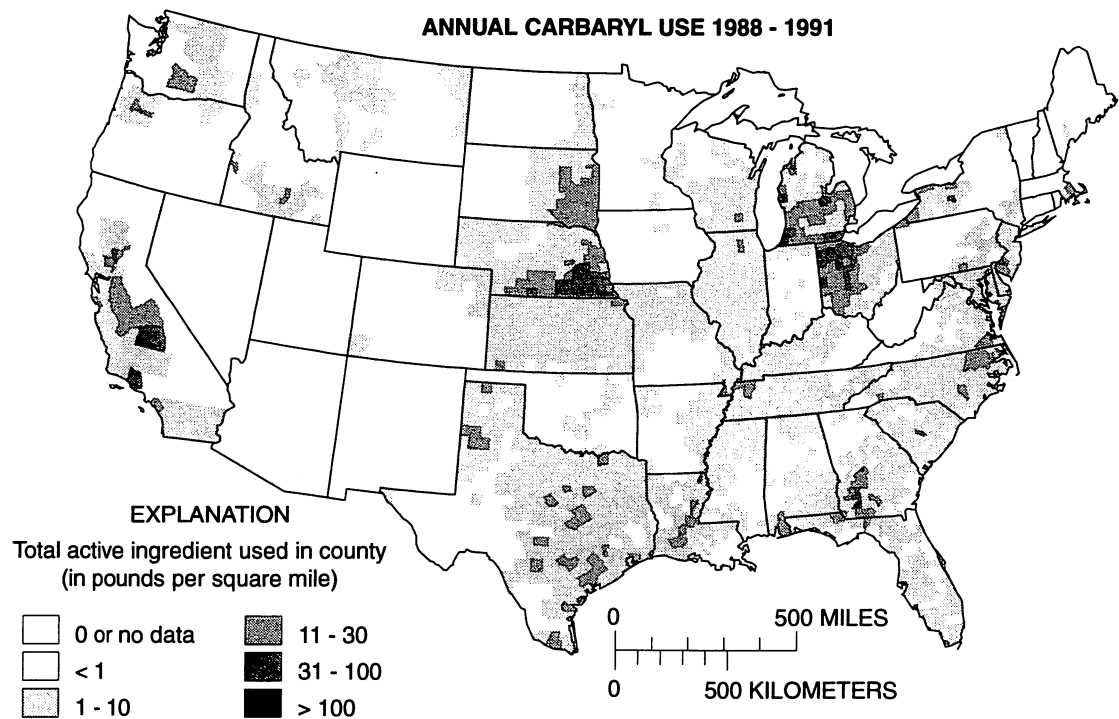 ANNUAL CARBARYL USE 1988 - 1991
EXPLANATION
Total active ingredient used in county
(in pounds per square mile)
0 or no data
< 1
1 - 10
11 - 30
31 - 100
> 100
0 500 MILES
0 500 KILOMETERS